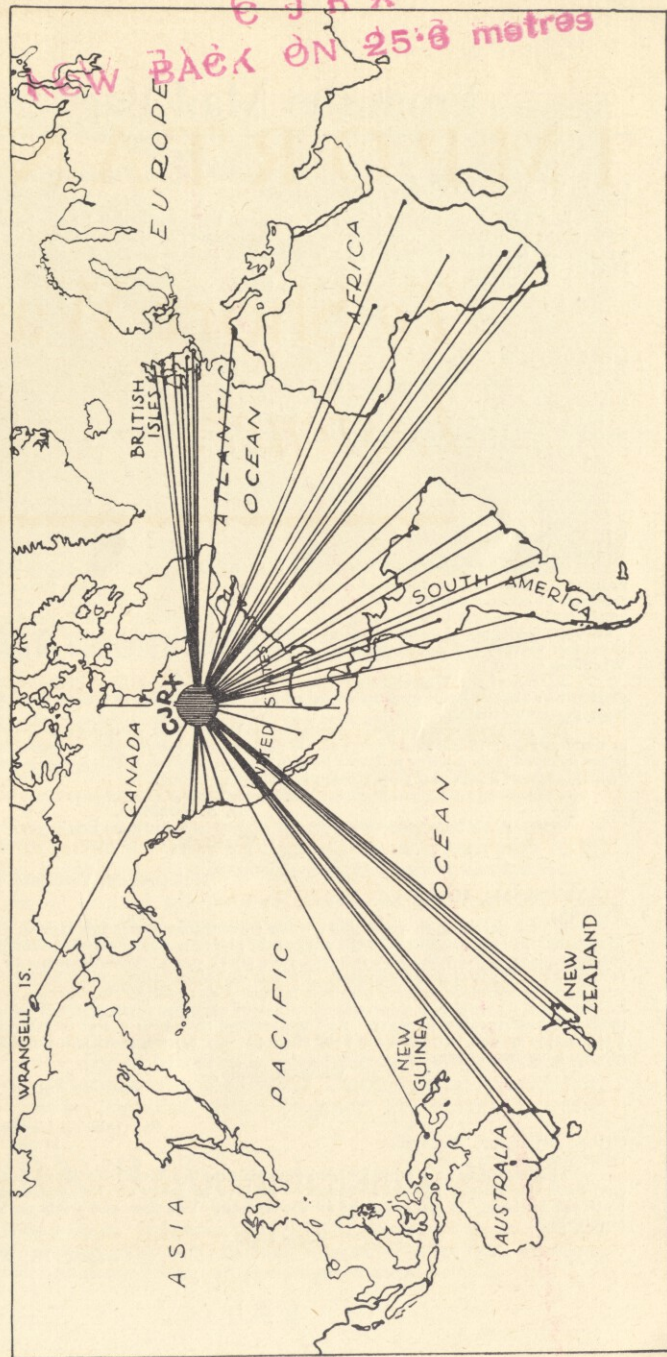 C J R X
NOW BACK ON 25·6 metres
EUROPE
BRITISH
ISLES
ATLANTIC
OCEAN
AFRICA
SOUTH AMERICA
CJRX
CANADA
UNITED STATES
WRANGELL IS.
PACIFIC
OCEAN
ASIA
NEW
GUINEA
NEW
ZEALAND
AUSTRALIA